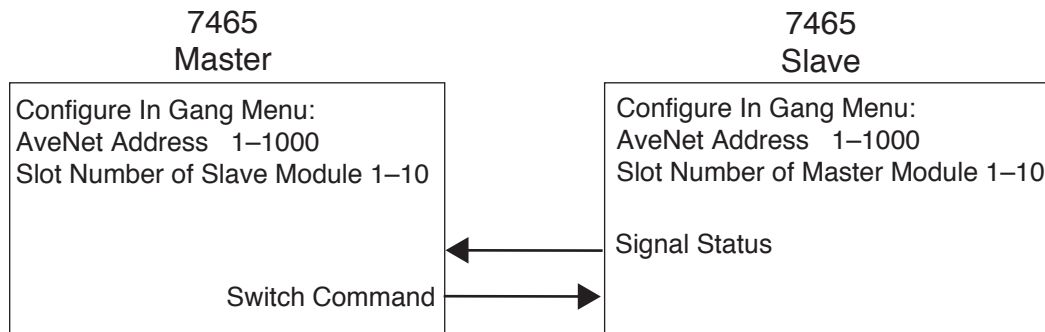 7465
Master
Configure In Gang Menu:
AveNet Address 1–1000
Slot Number of Slave Module 1–10
Switch Command
7465
Slave
Configure In Gang Menu:
AveNet Address 1–1000
Slot Number of Master Module 1–10
Signal Status